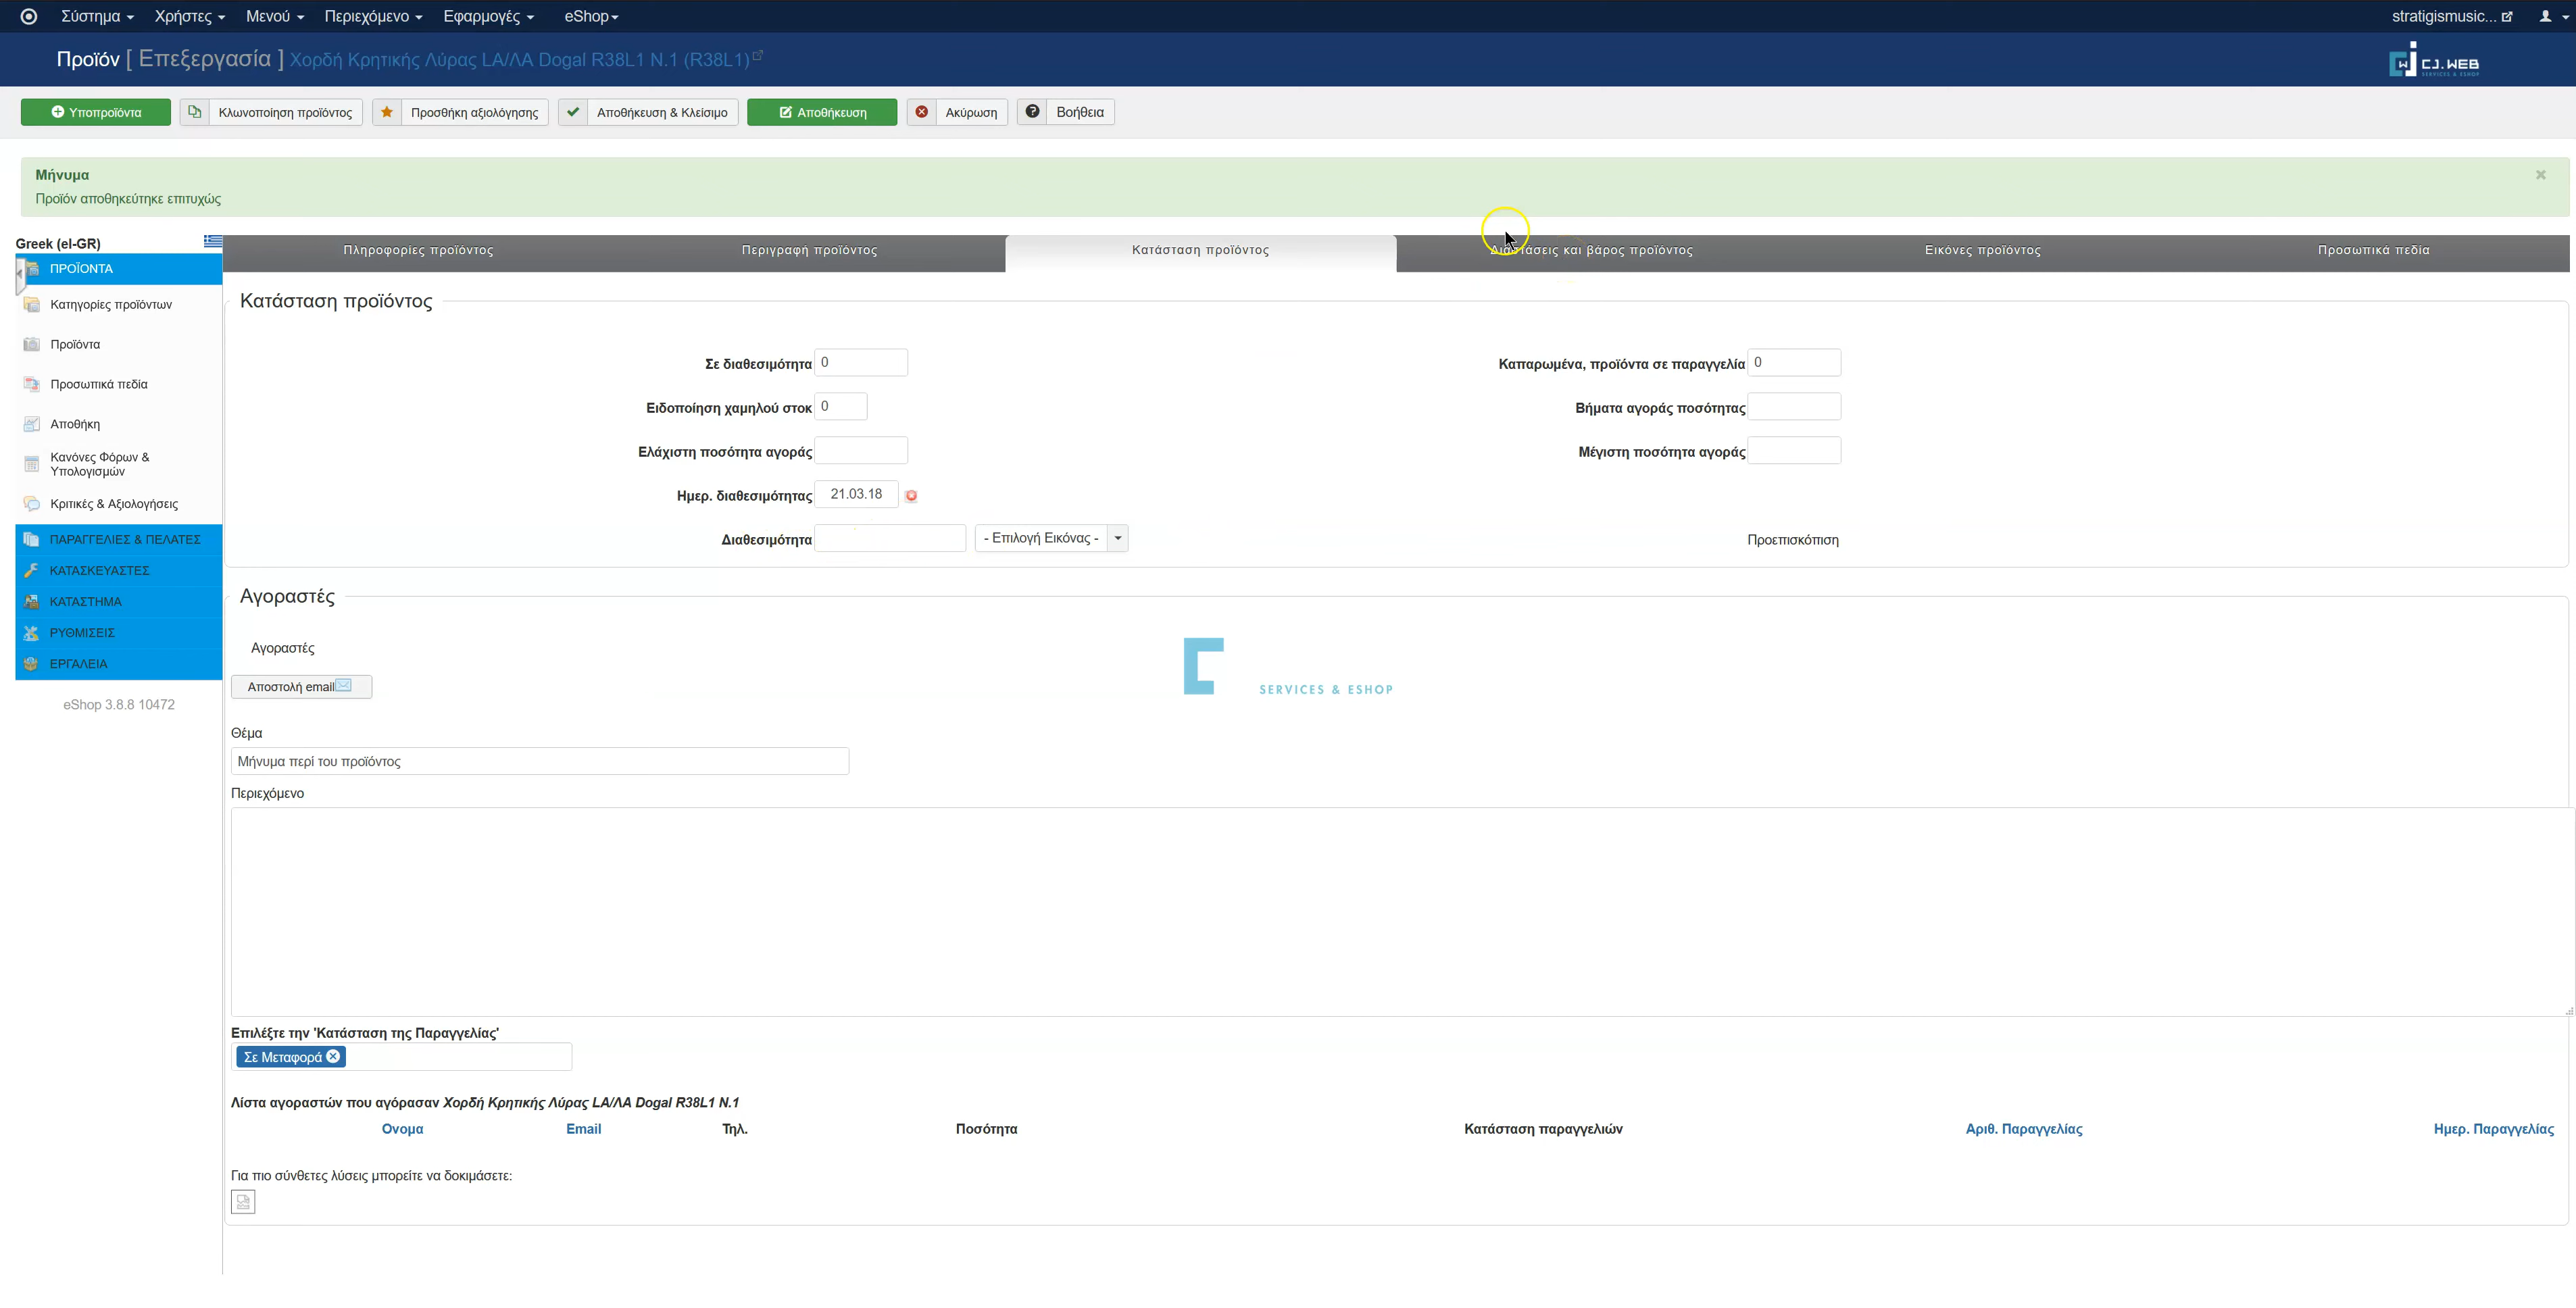 Σύστημα Χρήστες Μενού Περιεχόμενο Εφαρμογές eShop stratigismusic...
Προϊόν [ Επεξεργασία ] Χορδή Κρητικής Λύρας LA/ΛΑ Dogal R38L1 N.1 (R38L1)
CJ.WEB
SERVICES & ESHOP
Υποπροϊόντα Κλωνοποίηση προϊόντος Προσθήκη αξιολόγησης Αποθήκευση & Κλείσιμο Αποθήκευση Ακύρωση Βοήθεια
Μήνυμα
Προϊόν αποθηκεύτηκε επιτυχώς
Greek (el-GR)
Πληροφορίες προϊόντος Περιγραφή προϊόντος Κατάσταση προϊόντος Διαστάσεις και βάρος προϊόντος Εικόνες προϊόντος Προσωπικά πεδία
ΠΡΟΪΟΝΤΑ
Κατηγορίες προϊόντων
Προϊόντα
Προσωπικά πεδία
Αποθήκη
Κανόνες Φόρων &
Υπολογισμών
Κριτικές & Αξιολογήσεις
ΠΑΡΑΓΓΕΛΙΕΣ & ΠΕΛΑΤΕΣ
ΚΑΤΑΣΚΕΥΑΣΤΕΣ
ΚΑΤΑΣΤΗΜΑ
ΡΥΘΜΙΣΕΙΣ
ΕΡΓΑΛΕΙΑ
eShop 3.8.8 10472
Κατάσταση προϊόντος
Σε διαθεσιμότητα 0 Καπαρωμένα, προϊόντα σε παραγγελία 0
Ειδοποίηση χαμηλού στοκ 0 Βήματα αγοράς ποσότητας
Ελάχιστη ποσότητα αγοράς Μέγιστη ποσότητα αγοράς
Ημερ. διαθεσιμότητας 21.03.18
Διαθεσιμότητα - Επιλογή Εικόνας - Προεπισκόπιση
Αγοραστές
Αγοραστές
SERVICES & ESHOP
Αποστολή email
Θέμα
Μήνυμα περί του προϊόντος
Περιεχόμενο
Επιλέξτε την 'Κατάσταση της Παραγγελίας'
Σε Μεταφορά
Λίστα αγοραστών που αγόρασαν Χορδή Κρητικής Λύρας LA/ΛΑ Dogal R38L1 N.1
Ονομα Email Τηλ. Ποσότητα Κατάσταση παραγγελιών Αριθ. Παραγγελίας Ημερ. Παραγγελίας
Για πιο σύνθετες λύσεις μπορείτε να δοκιμάσετε: